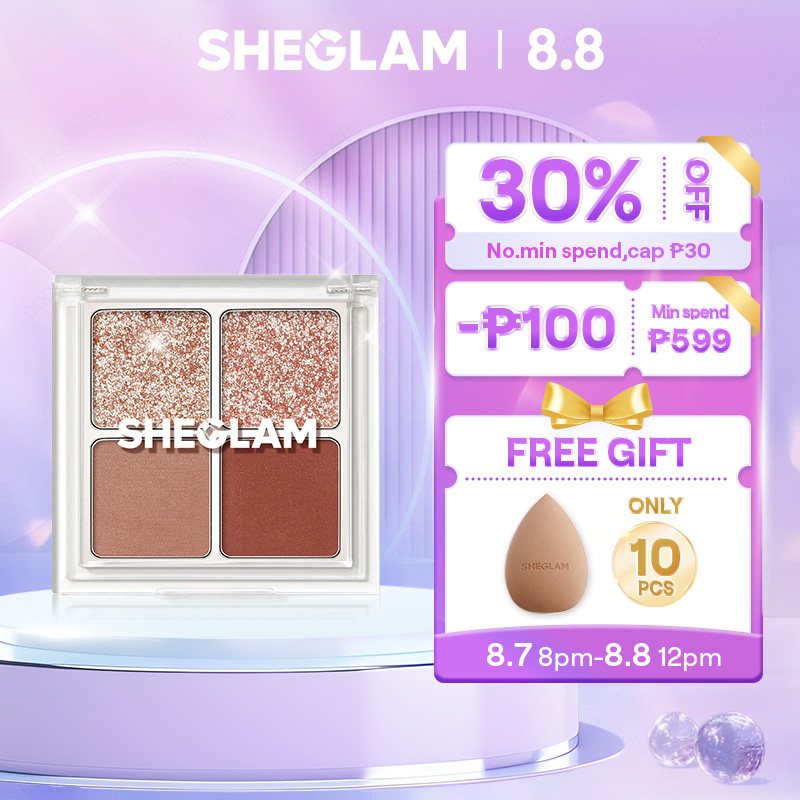 SHEGLAM | 8.8
30% OFF
No.min spend,cap ₱30
-₱100
Min spend
₱599
SHEGLAM
FREE GIFT
SHEGLAM
ONLY
10
PCS
8.7 8pm-8.8 12pm